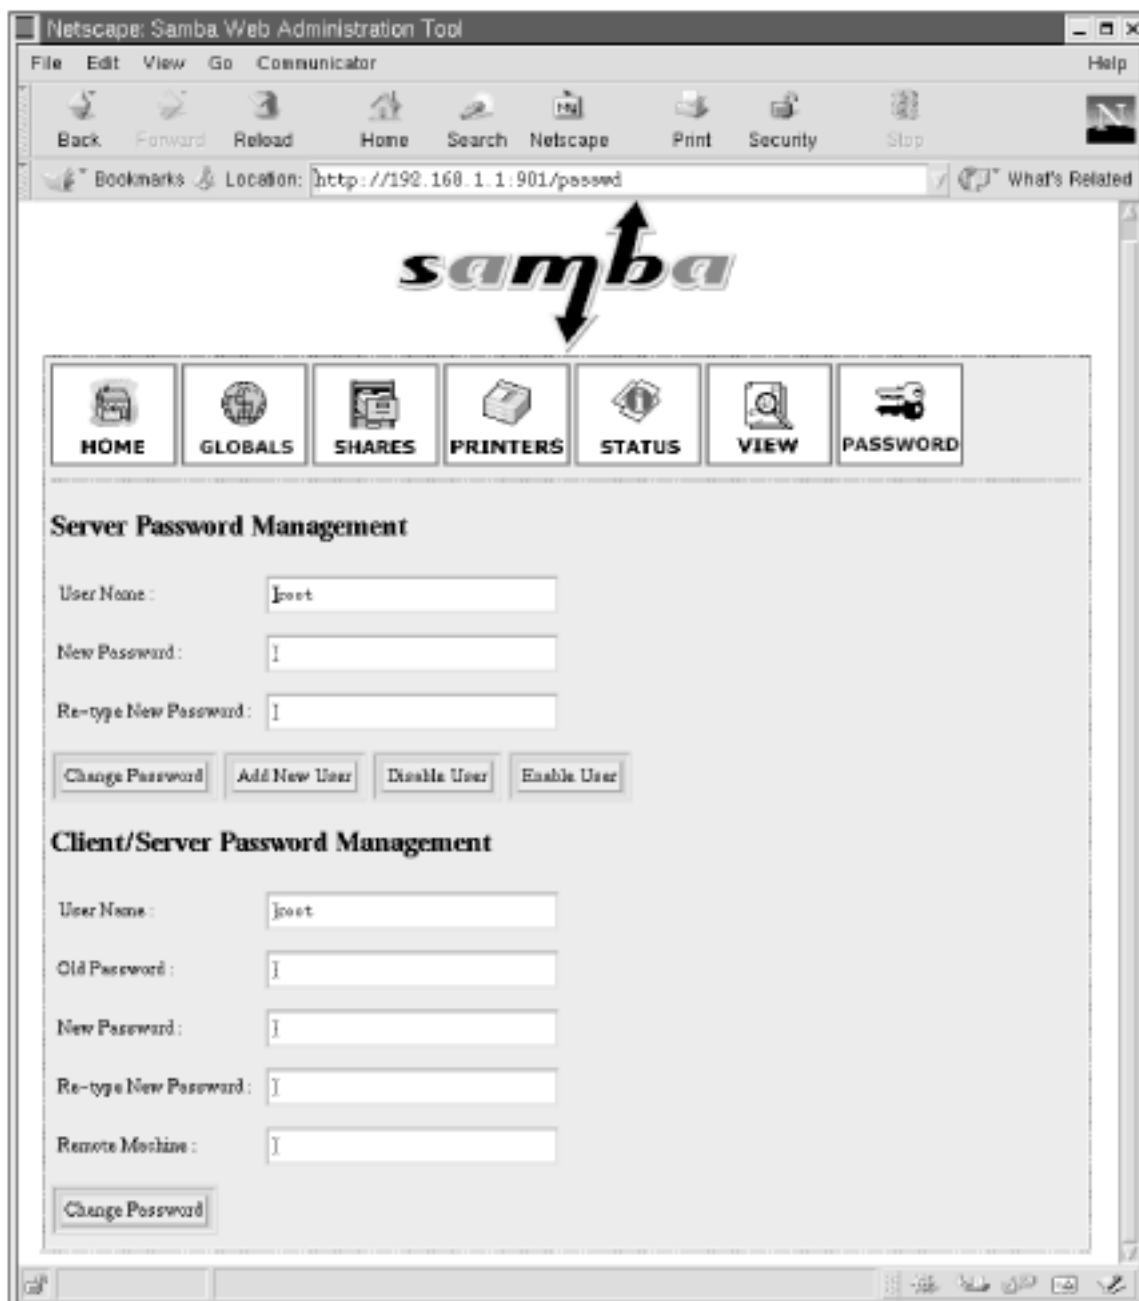 Netscape: Samba Web Administration Tool
File Edit View Go Communicator Help
Back Forward Reload Home Search Netscape Print Security Stop
N
Bookmarks Location: http://192.168.1.1:901/passwd What's Related
samba
HOME GLOBALS SHARES PRINTERS STATUS VIEW PASSWORD
Server Password Management
User Name : root
New Password :
Re-type New Password :
Change Password Add New User Disable User Enable User
Client/Server Password Management
User Name : root
Old Password :
New Password :
Re-type New Password :
Remote Machine :
Change Password